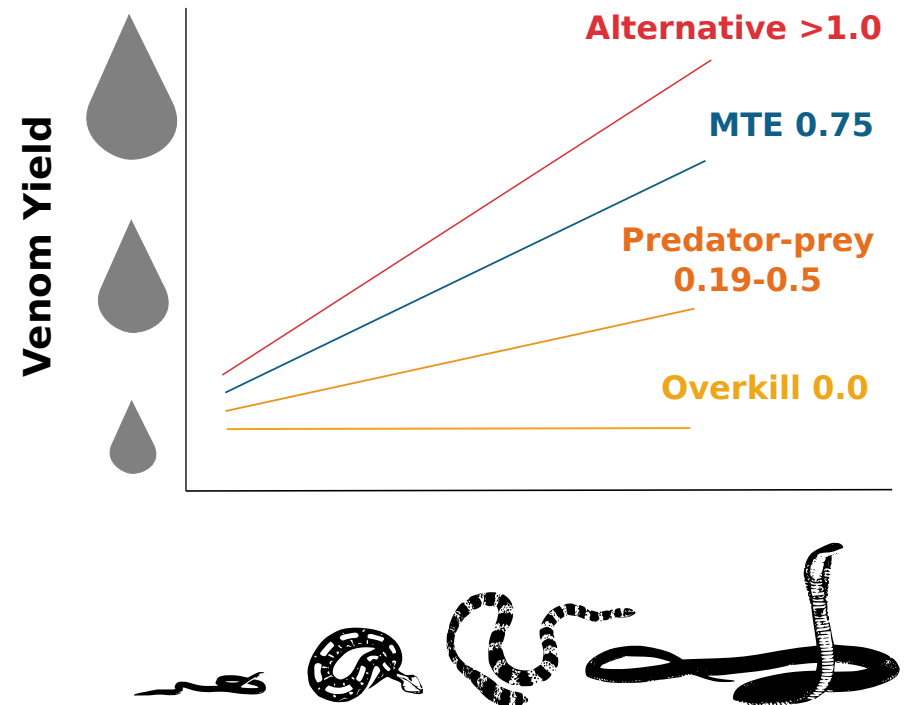 Venom Yield
Alternative >1.0
MTE 0.75
Predator-prey
0.19-0.5
Overkill 0.0